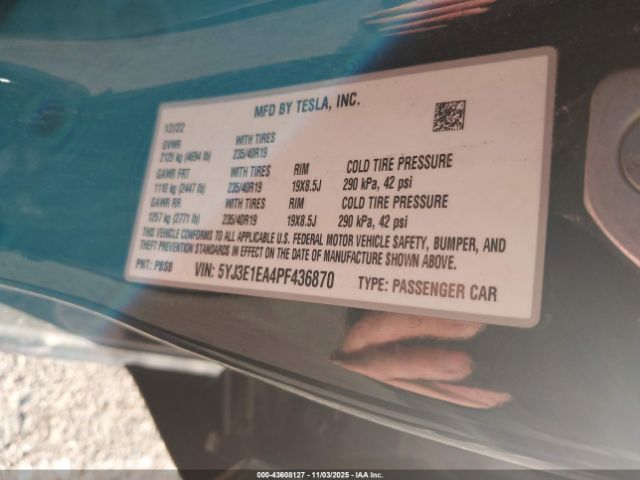 MFD BY TESLA, INC.
12/22
GVWR WITH TIRES
2129 kg (4694 lb) 235/40R19
GAWR FRT WITH TIRES RIM COLD TIRE PRESSURE
1110 kg (2447 lb) 235/40R19 19X8.5J 290 kPa, 42 psi
GAWR RR WITH TIRES RIM COLD TIRE PRESSURE
1257 kg (2771 lb) 235/40R19 19X8.5J 290 kPa, 42 psi
THIS VEHICLE CONFORMS TO ALL APPLICABLE U.S. FEDERAL MOTOR VEHICLE SAFETY, BUMPER, AND
THEFT PREVENTION STANDARDS IN EFFECT ON THE DATE OF MANUFACTURE SHOWN ABOVE.
PNT: PBSB VIN: 5YJ3E1EA4PF436870 TYPE: PASSENGER CAR
000-43608127 - 11/03/2025 - IAA Inc.